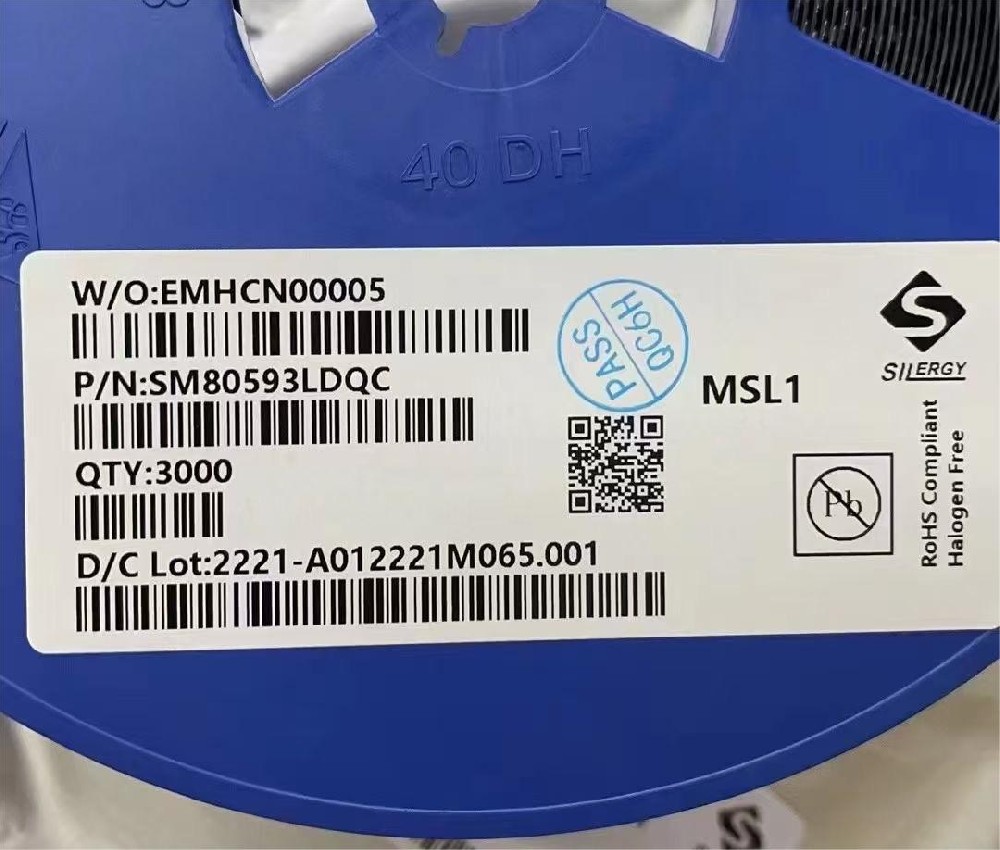 40 DH
W/O:EMHCN00005
P/N:SM80593LDQC
QTY:3000
D/C Lot:2221-A012221M065.001
PASS
QC6H
MSL1
SILERGY
Pb
RoHS Compliant
Halogen Free